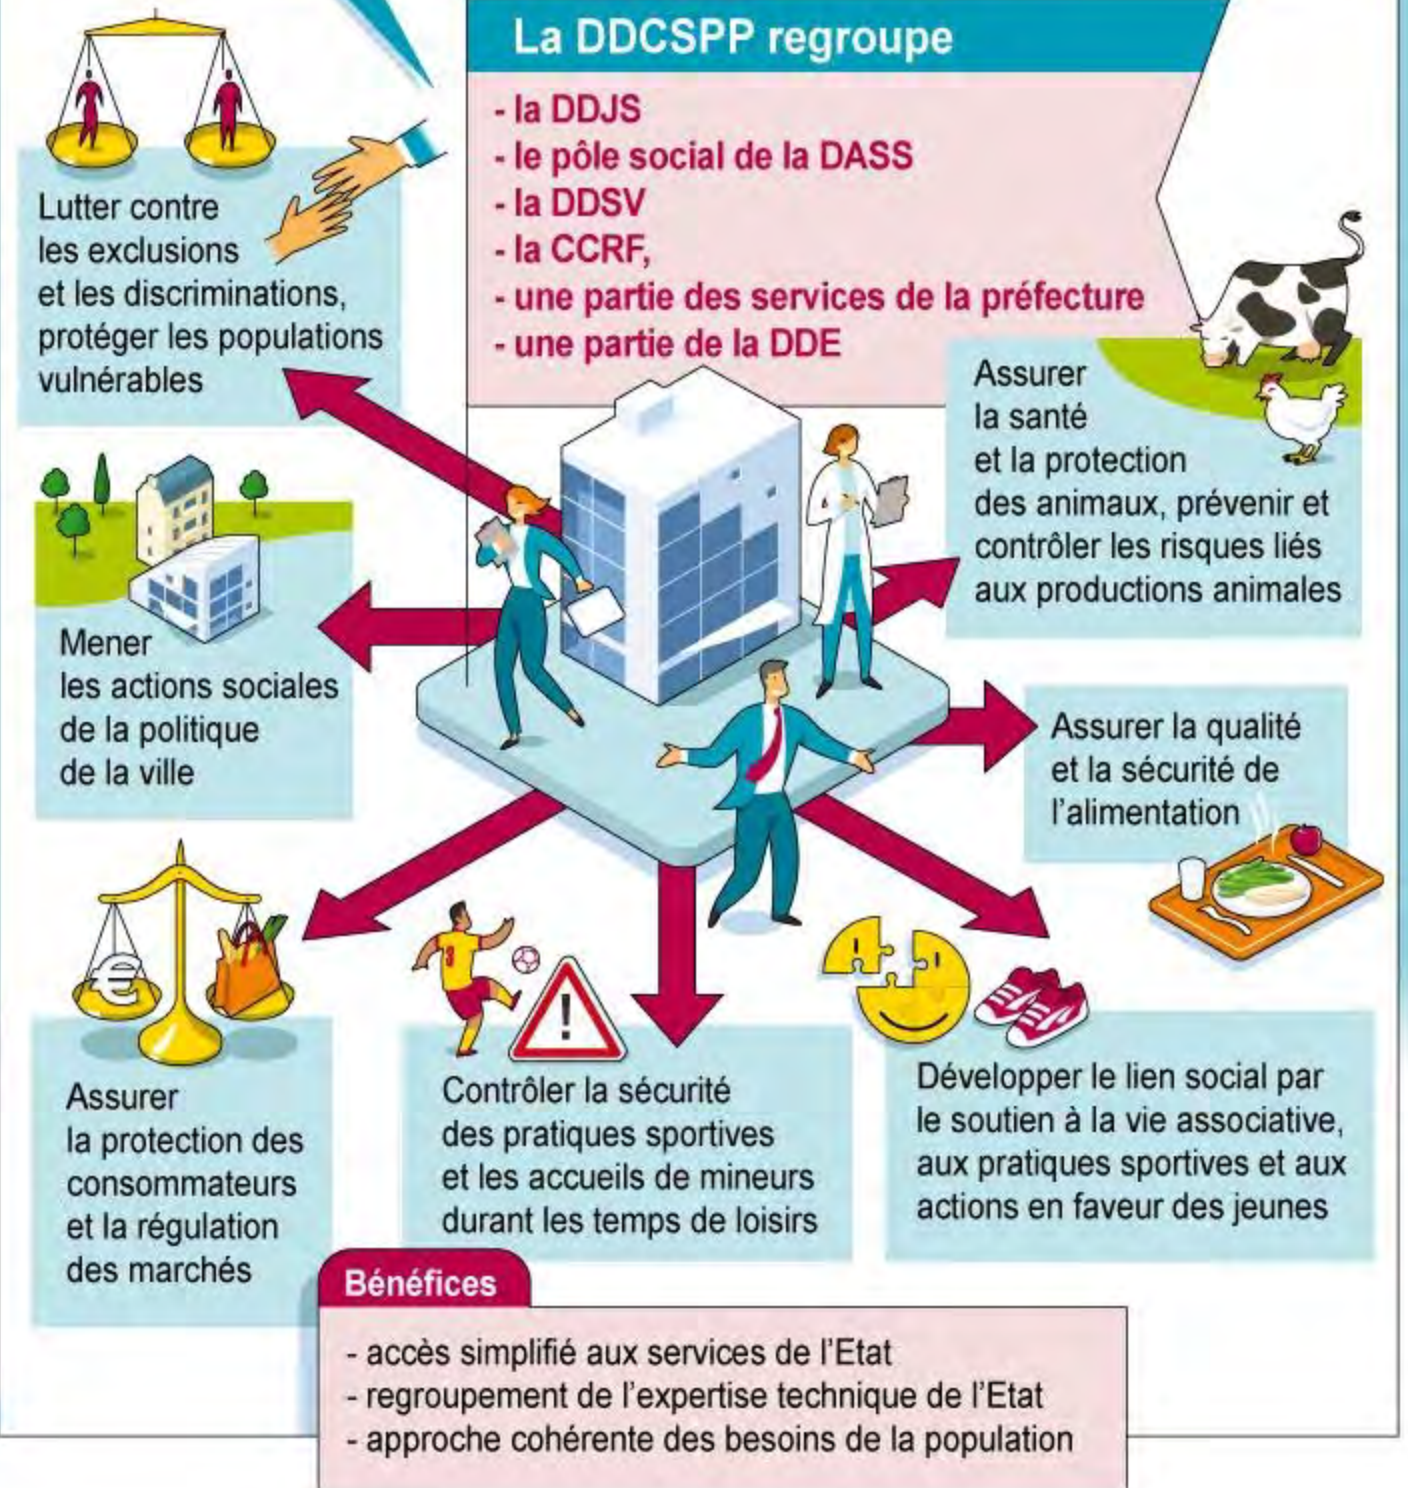 La DDCSPP regroupe
- la DDJS
- le pôle social de la DASS
- la DDSV
- la CCRF,
- une partie des services de la préfecture
- une partie de la DDE
Lutter contre
les exclusions
et les discriminations,
protéger les populations
vulnérables
Assurer
la santé
et la protection
des animaux, prévenir et
contrôler les risques liés
aux productions animales
Mener
les actions sociales
de la politique
de la ville
Assurer la qualité
et la sécurité de
l'alimentation
€
3
!
Assurer
la protection des
consommateurs
et la régulation
des marchés
Contrôler la sécurité
des pratiques sportives
et les accueils de mineurs
durant les temps de loisirs
Développer le lien social par
le soutien à la vie associative,
aux pratiques sportives et aux
actions en faveur des jeunes
Bénéfices
- accès simplifié aux services de l'Etat
- regroupement de l'expertise technique de l'Etat
- approche cohérente des besoins de la population